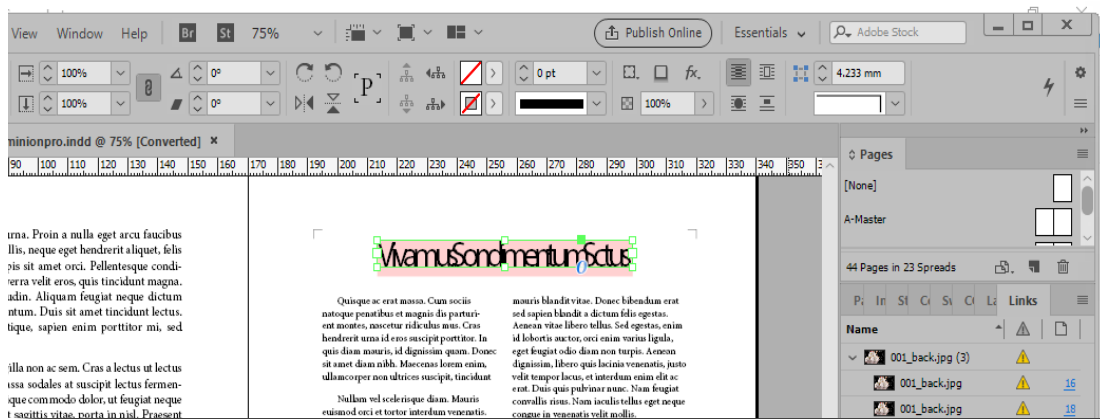 View Window Help Br St 75% Publish Online Essentials Adobe Stock
100% 0° P 0 pt fx. 4.233 mm
100% 0° 100%
minionpro.indd @ 75% [Converted] ×
90 100 110 120 130 140 150 160 170 180 190 200 210 220 230 240 250 260 270 280 290 300 310 320 330 340 350
Pages
[None]
A-Master
44 Pages in 23 Spreads
Links
Name
001_back.jpg (3)
001_back.jpg 16
001_back.jpg 18
urna. Proin a nulla eget arcu faucibus
llis, neque eget hendrerit aliquet, felis
pis sit amet orci. Pellentesque condi-
verra velit eros, quis tincidunt magna.
udin. Aliquam feugiat neque dictum
ntum. Duis sit amet tincidunt lectus.
tique, sapien enim porttitor mi, sed
illa non ac sem. Cras a lectus ut lectus
assa sodales at suscipit lectus fermen-
sque commodo dolor, ut feugiat neque
t sagittis vitae, porta in nisl. Praesent
VivamusSondimentumSctus
Quisque ac erat massa. Cum sociis
natoque penatibus et magnis dis parturi-
ent montes, nascetur ridiculus mus. Cras
hendrerit urna id eros suscipit porttitor. In
quis diam mauris, id dignissim quam. Donec
sit amet diam nibh. Maecenas lorem enim,
ullamcorper non ultrices suscipit, tincidunt
Nullam vel scelerisque diam. Mauris
euismod orci et tortor interdum venenatis.
mauris blandit vitae. Donec bibendum erat
sed sapien blandit a dictum felis egestas.
Aenean vitae libero tellus. Sed egestas, enim
id lobortis auctor, orci enim varius ligula,
eget feugiat odio diam non turpis. Aenean
dignissim, libero quis lacinia venenatis, justo
velit tempor lacus, et interdum enim elit ac
erat. Duis quis pulvinar nunc. Nam feugiat
convallis risus. Nam iaculis tellus eget neque
congue in venenatis velit mollis.